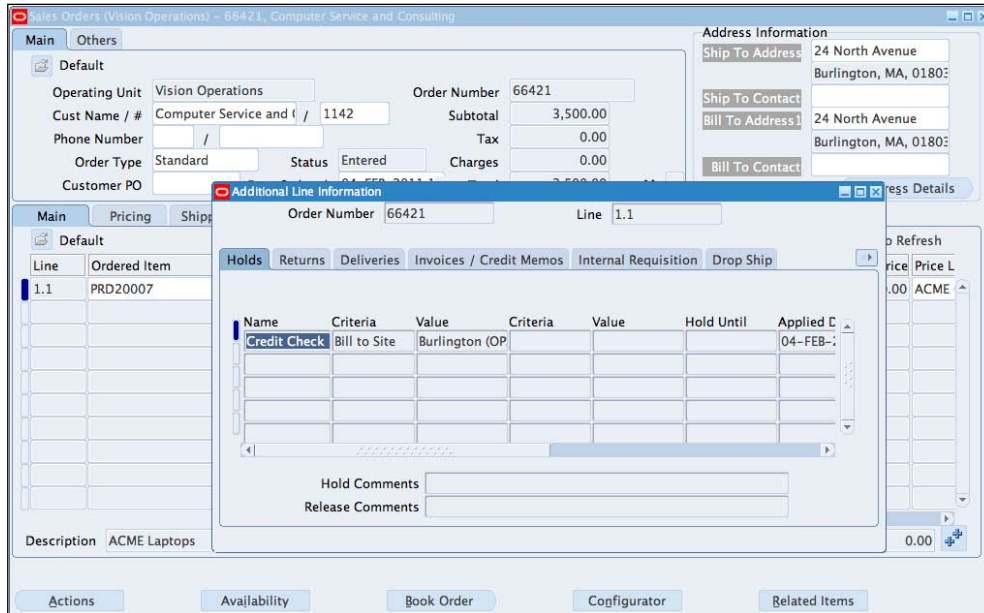 Sales Orders (Vision Operations) - 66421, Computer Service and Consulting
Main Others
Default
Operating Unit Vision Operations Order Number 66421
Cust Name / # Computer Service and ( / 1142 Subtotal 3,500.00
Phone Number / Tax 0.00
Order Type Standard Status Entered Charges 0.00
Customer PO
Address Information
Ship To Address 24 North Avenue
Burlington, MA, 01803
Ship To Contact
Bill To Address1 24 North Avenue
Burlington, MA, 01803
Bill To Contact
ress Details
Main Pricing Shipp
Default
o Refresh
Line Ordered Item rice Price L
1.1 PRD20007 .00 ACME
Additional Line Information
Order Number 66421 Line 1.1
Holds Returns Deliveries Invoices / Credit Memos Internal Requisition Drop Ship
Name Criteria Value Criteria Value Hold Until Applied D
Credit Check Bill to Site Burlington (OP 04-FEB-2
Hold Comments
Release Comments
Description ACME Laptops 0.00
Actions Availability Book Order Configurator Related Items